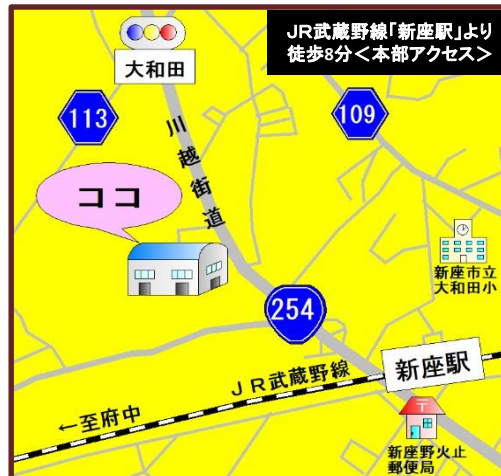 JR武蔵野線「新座駅」より
徒歩8分＜本部アクセス＞
大和田
113
109
川越街道
ココ
新座市立
大和田小
254
新座駅
JR武蔵野線
←至府中
〒
新座野火止
郵便局